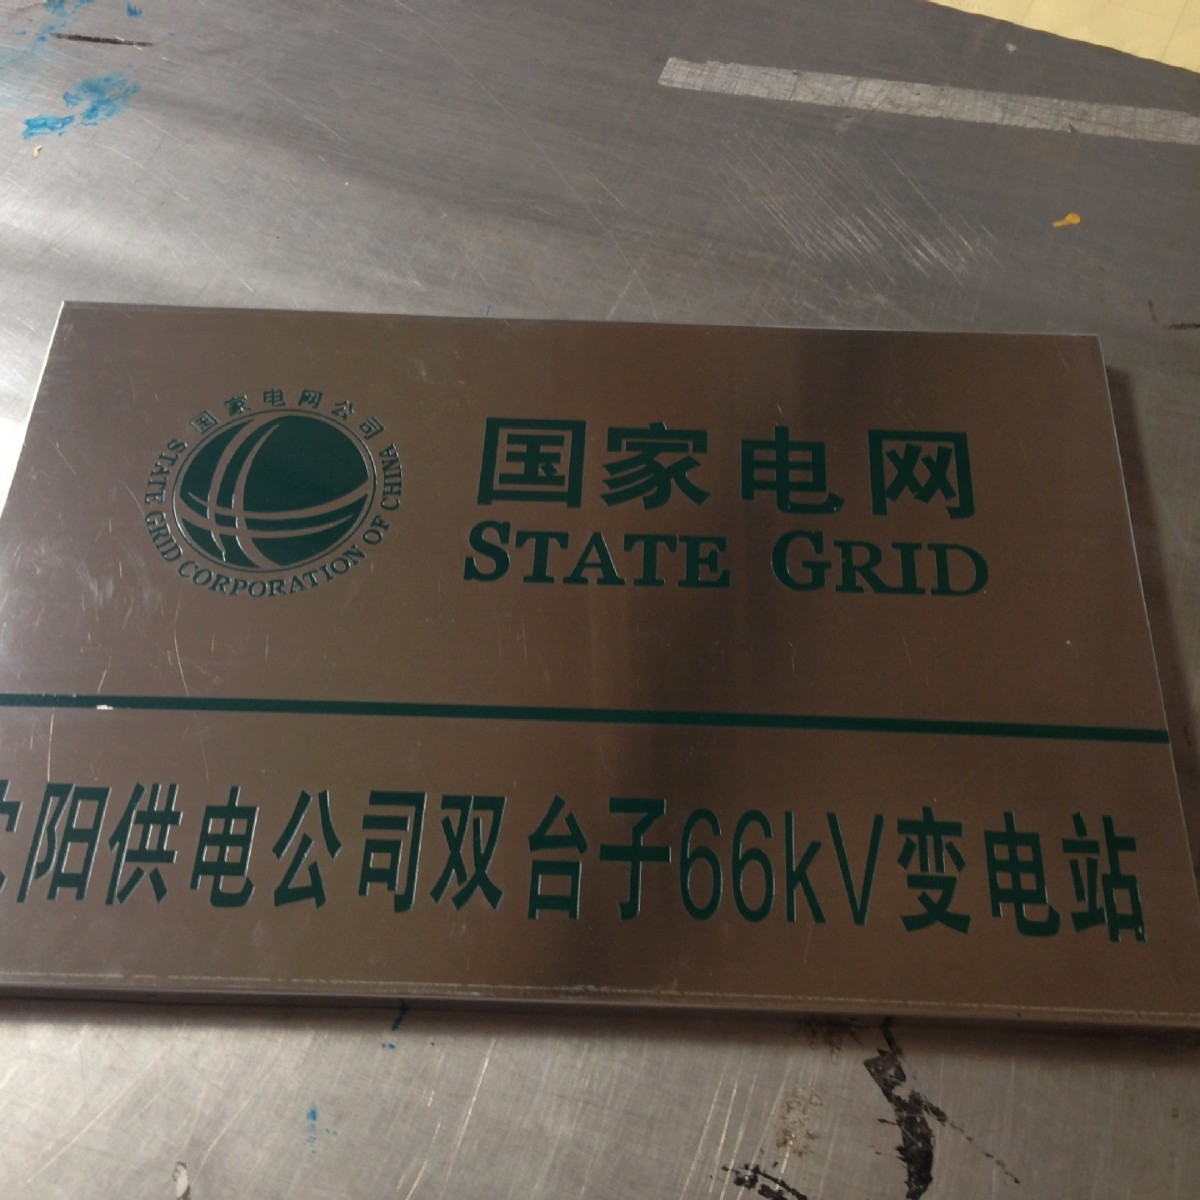 国家电网公司
STATE GRID CORPORATION OF CHINA
国家电网
STATE GRID
沈阳供电公司双台子66kV变电站